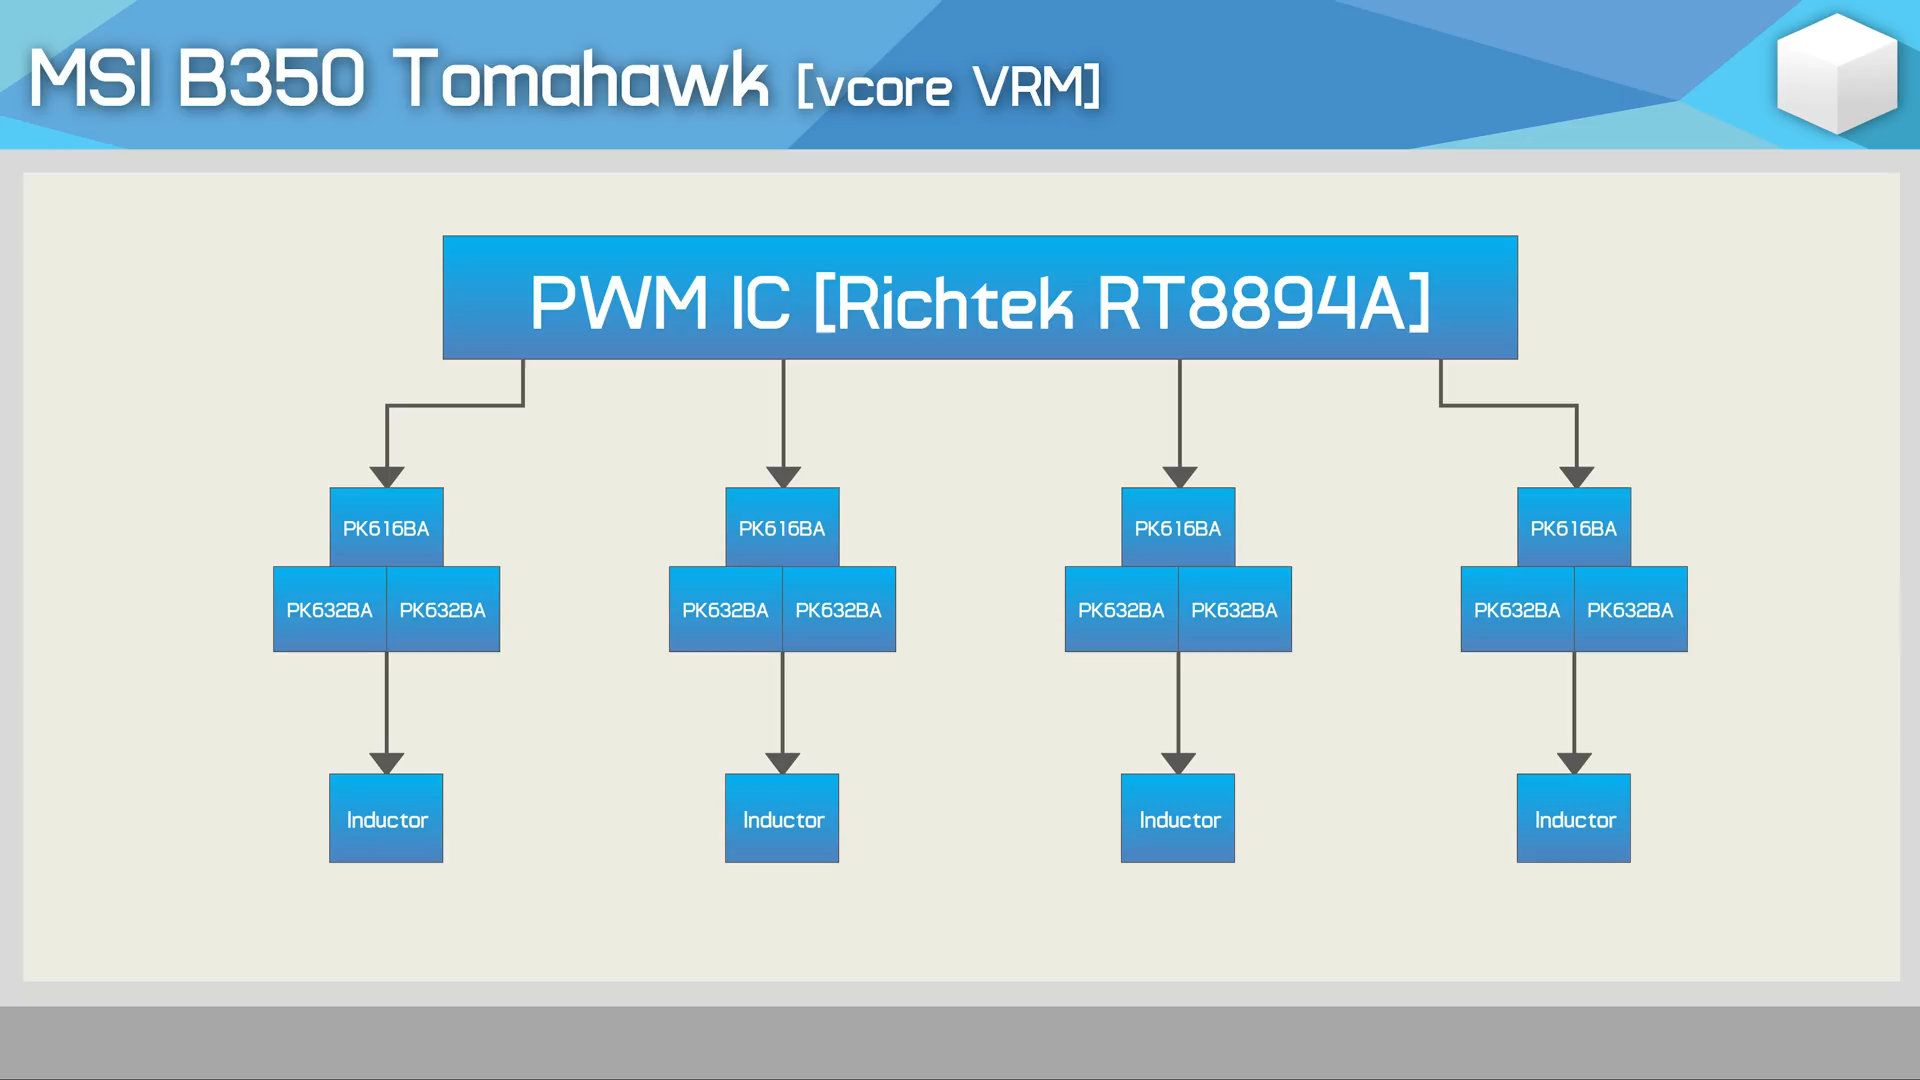 MSI B350 Tomahawk [vcore VRM]
PWM IC [Richtek RT8894A]
PK616BA PK616BA PK616BA PK616BA
PK632BA PK632BA PK632BA PK632BA PK632BA PK632BA PK632BA PK632BA
Inductor Inductor Inductor Inductor